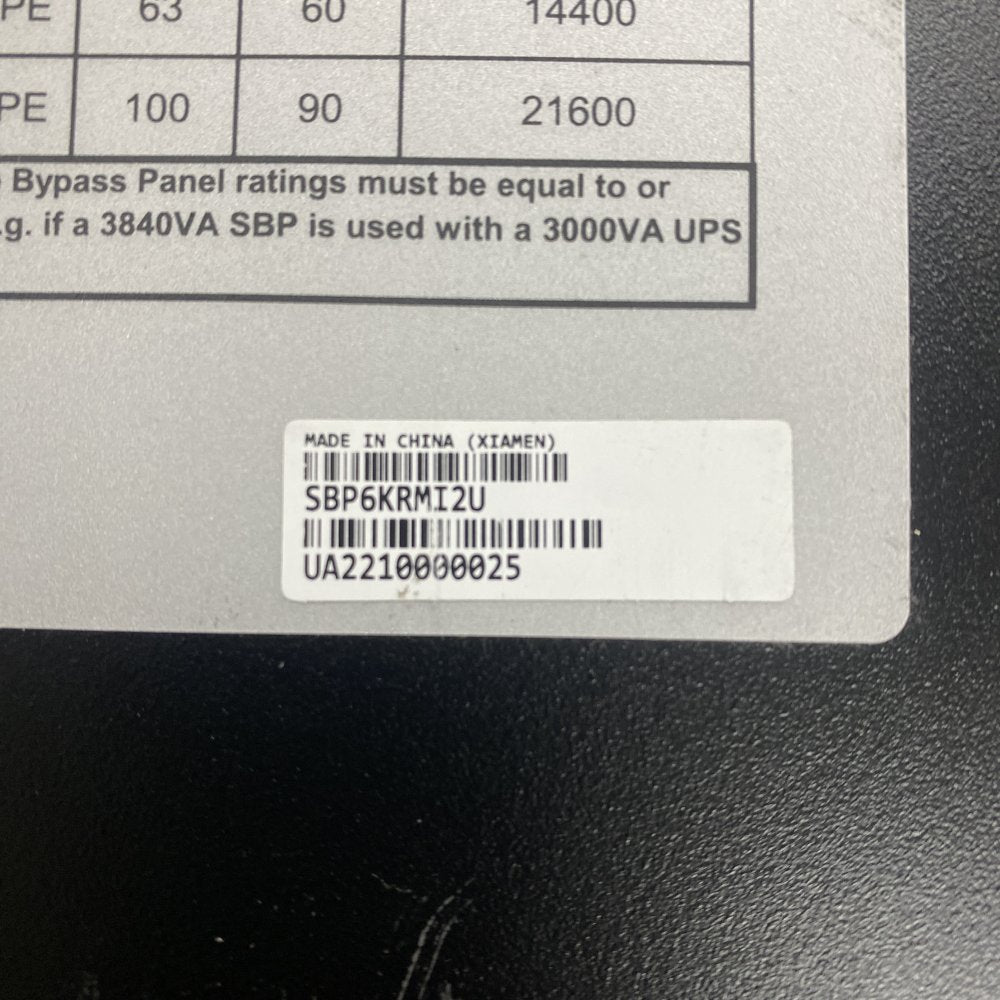 PE 63 60 14400
PE 100 90 21600
Bypass Panel ratings must be equal to or
.g. if a 3840VA SBP is used with a 3000VA UPS
MADE IN CHINA (XIAMEN)
SBP6KRMI2U
UA2210000025